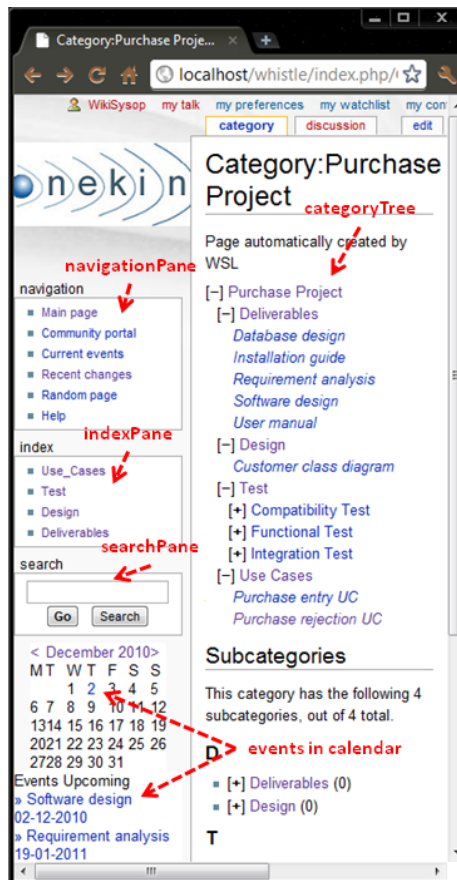 Category:Purchase Proje...
localhost/whistle/index.php/
WikiSysop my talk my preferences my watchlist my con
category discussion edit
onekin
Category:Purchase
Project
categoryTree
Page automatically created by
WSL
navigationPane
navigation
Main page
Community portal
Current events
Recent changes
Random page
Help
indexPane
index
Use_Cases
Test
Design
Deliverables
searchPane
search
Go Search
< December 2010>
M T W T F S S
1 2 3 4 5
6 7 8 9 10 11 12
13 14 15 16 17 18 19
20 21 22 23 24 25 26
27 28 29 30 31
Events Upcoming
» Software design
02-12-2010
» Requirement analysis
19-01-2011
[–] Purchase Project
[–] Deliverables
Database design
Installation guide
Requirement analysis
Software design
User manual
[–] Design
Customer class diagram
[–] Test
[+] Compatibility Test
[+] Functional Test
[+] Integration Test
[–] Use Cases
Purchase entry UC
Purchase rejection UC
Subcategories
This category has the following 4
subcategories, out of 4 total.
events in calendar
D
[+] Deliverables (0)
[+] Design (0)
T